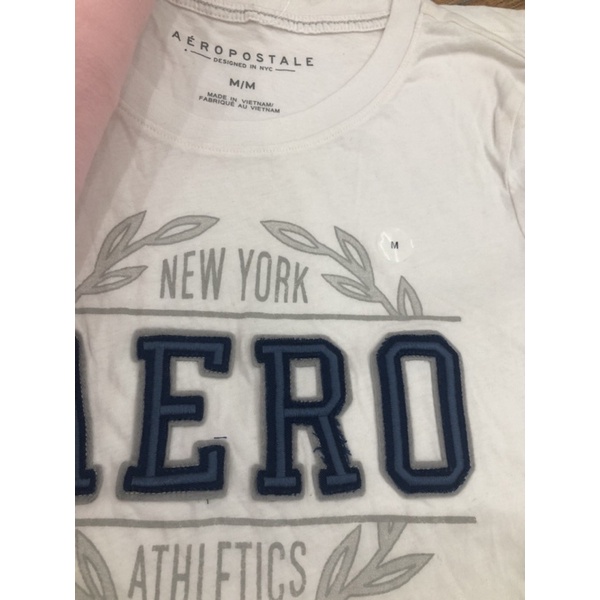 AÉROPOSTALE
DESIGNED IN NYC
M/M
MADE IN VIETNAM/
FABRIQUÉ AU VIETNAM
M
NEW YORK
AERO
ATHLETICS